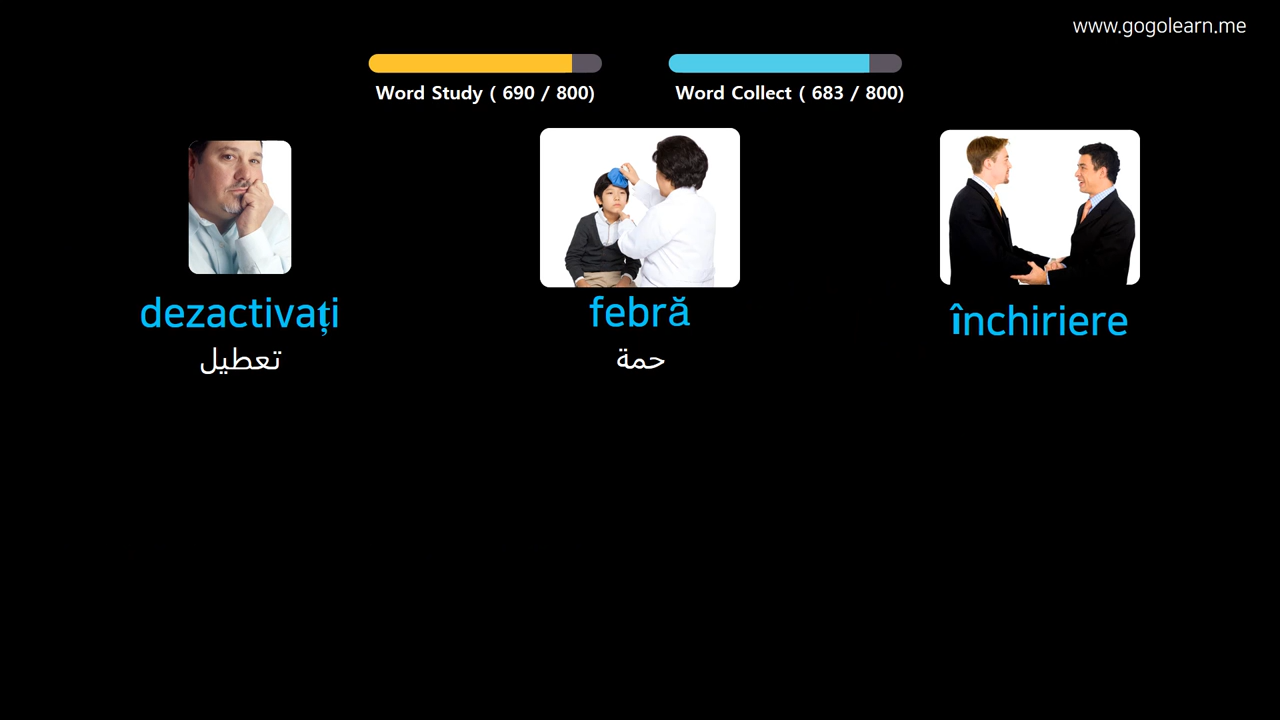 www.gogolearn.me
Word Study ( 690 / 800)
Word Collect ( 683 / 800)
dezactivați
تعطيل
febră
حمة
închiriere